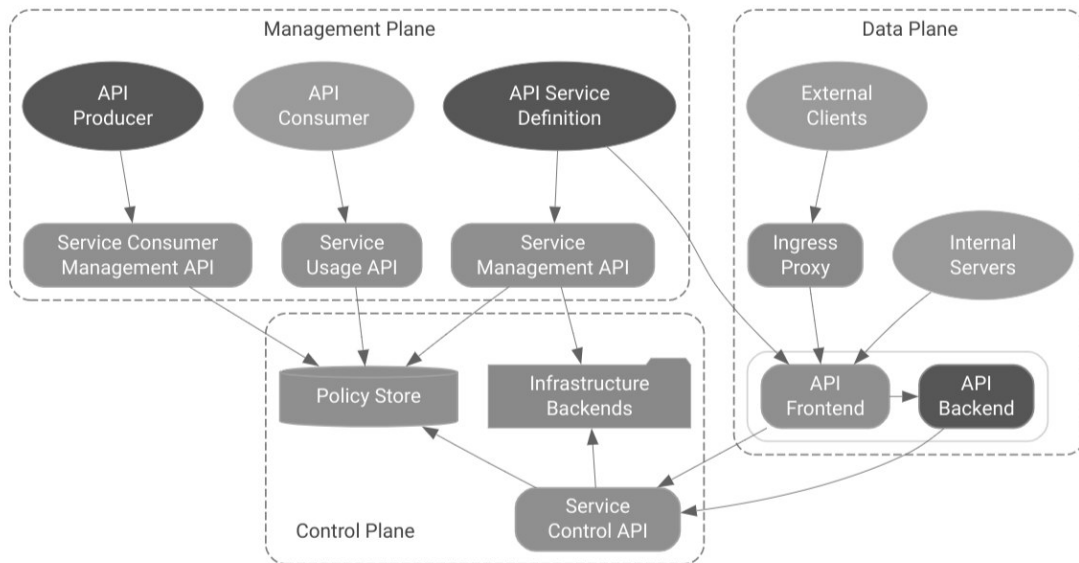 Management Plane
Data Plane
API
Producer
API
Consumer
API Service
Definition
External
Clients
Service Consumer
Management API
Service
Usage API
Service
Management API
Ingress
Proxy
Internal
Servers
Policy Store
Infrastructure
Backends
API
Frontend
API
Backend
Control Plane
Service
Control API